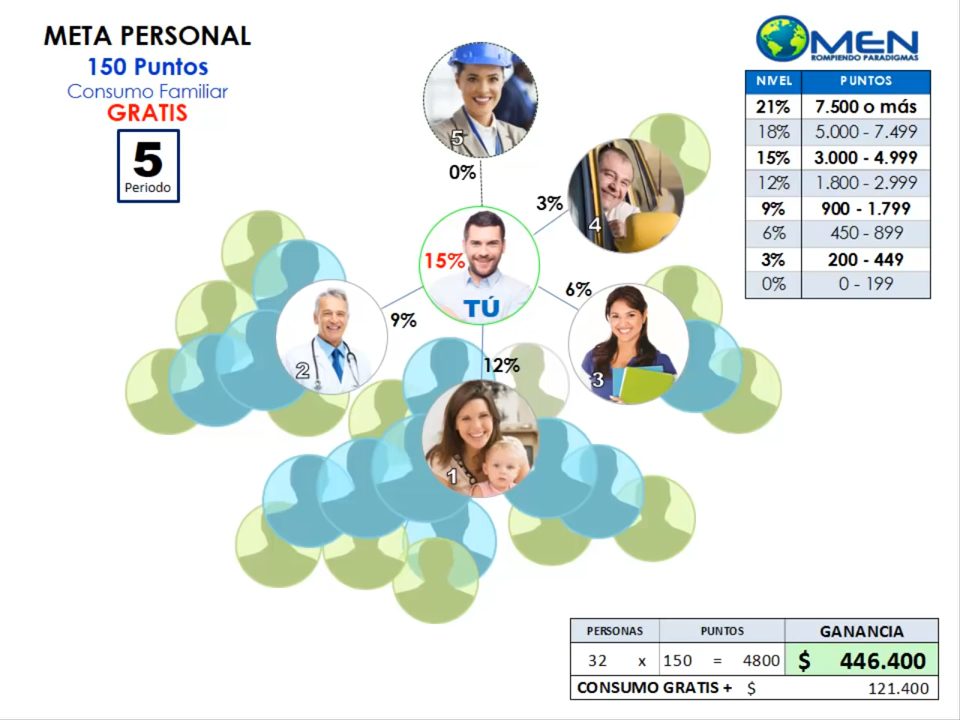 META PERSONAL
150 Puntos
Consumo Familiar
GRATIS
5
Periodo
OMEN
ROMPIENDO PARADIGMAS
NIVEL PUNTOS
21% 7.500 o más
18% 5.000 - 7.499
15% 3.000 - 4.999
12% 1.800 - 2.999
9% 900 - 1.799
6% 450 - 899
3% 200 - 449
0% 0 - 199
5
0%
3%
4
15%
TÚ
6%
9%
2
12%
3
1
PERSONAS PUNTOS GANANCIA
32 x 150 = 4800 $ 446.400
CONSUMO GRATIS + $ 121.400